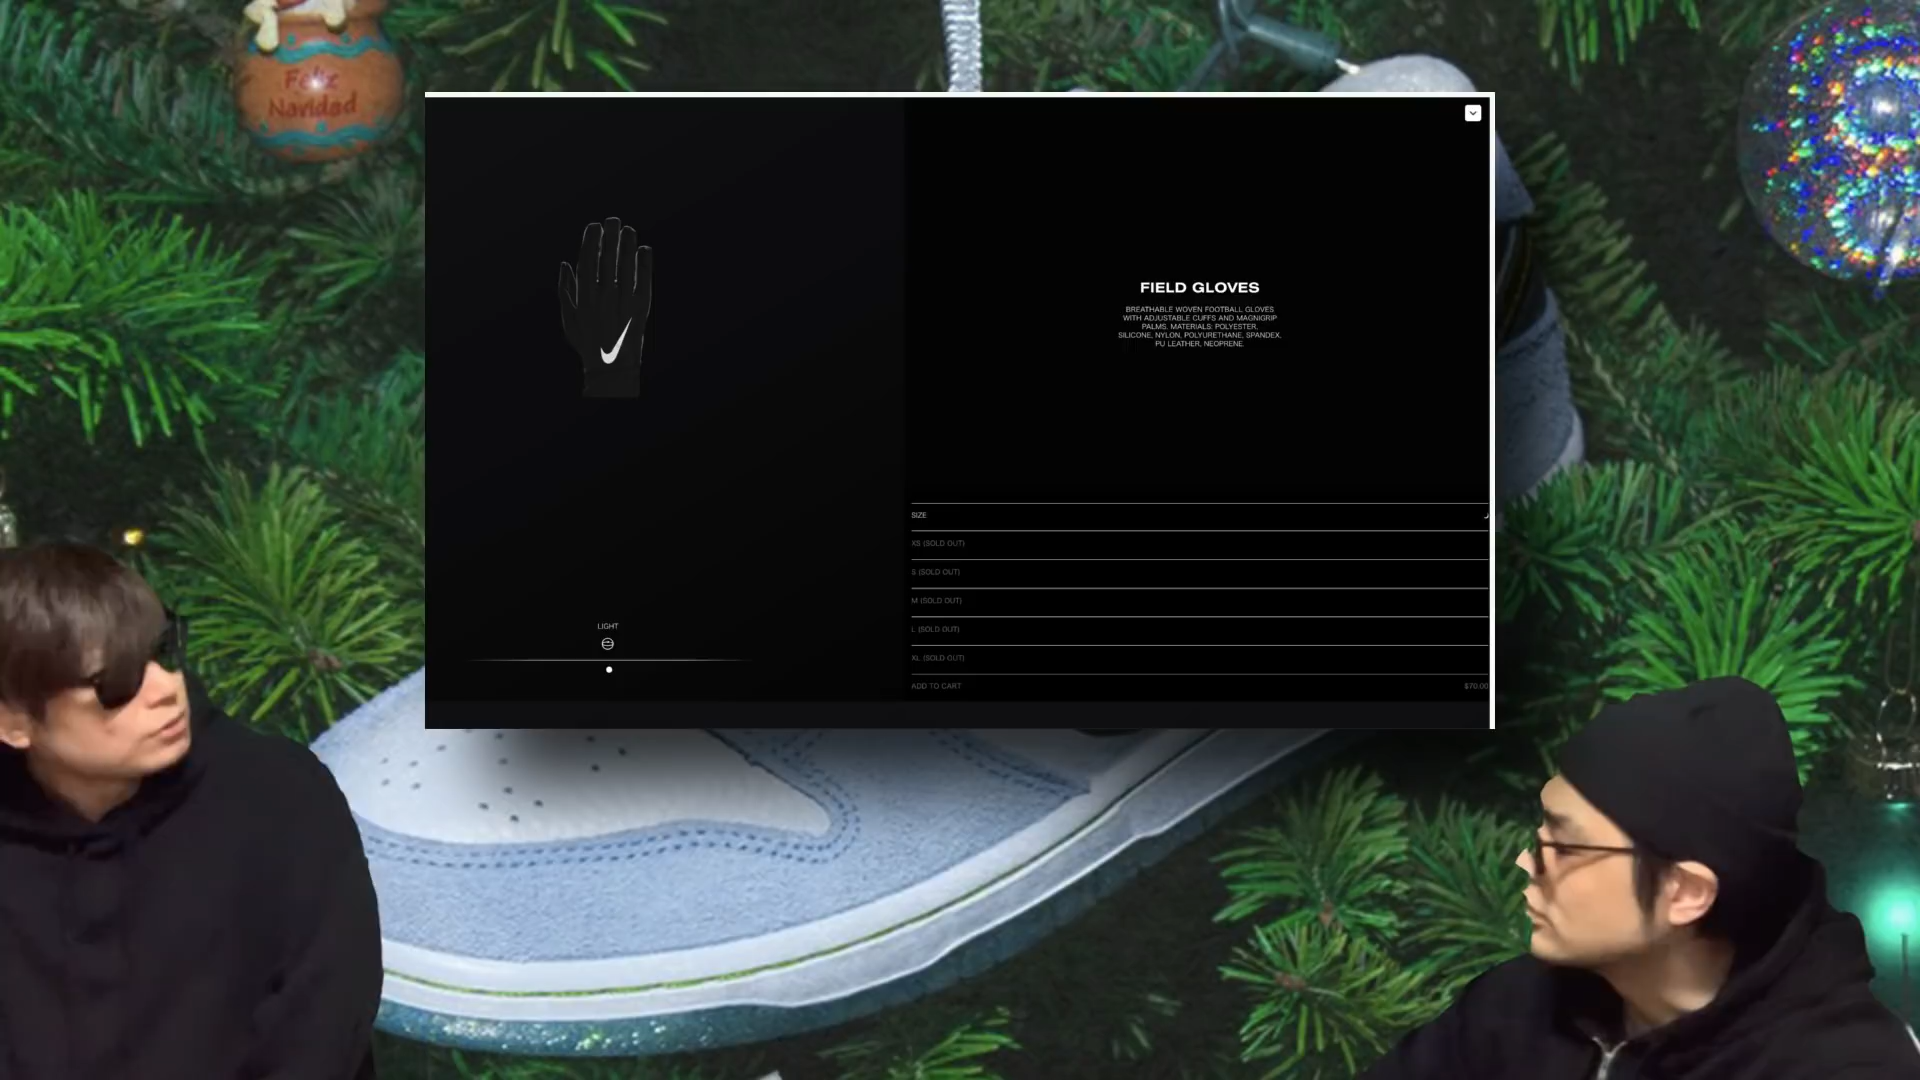 Feliz
Navidad
FIELD GLOVES
BREATHABLE WOVEN FOOTBALL GLOVES
WITH ADJUSTABLE CUFFS AND MAGNIGRIP
PALMS. MATERIALS: POLYESTER,
SILICONE, NYLON, POLYURETHANE, SPANDEX,
PU LEATHER, NEOPRENE.
SIZE
XS (SOLD OUT)
S (SOLD OUT)
M (SOLD OUT)
L (SOLD OUT)
XL (SOLD OUT)
LIGHT
ADD TO CART
$70.00